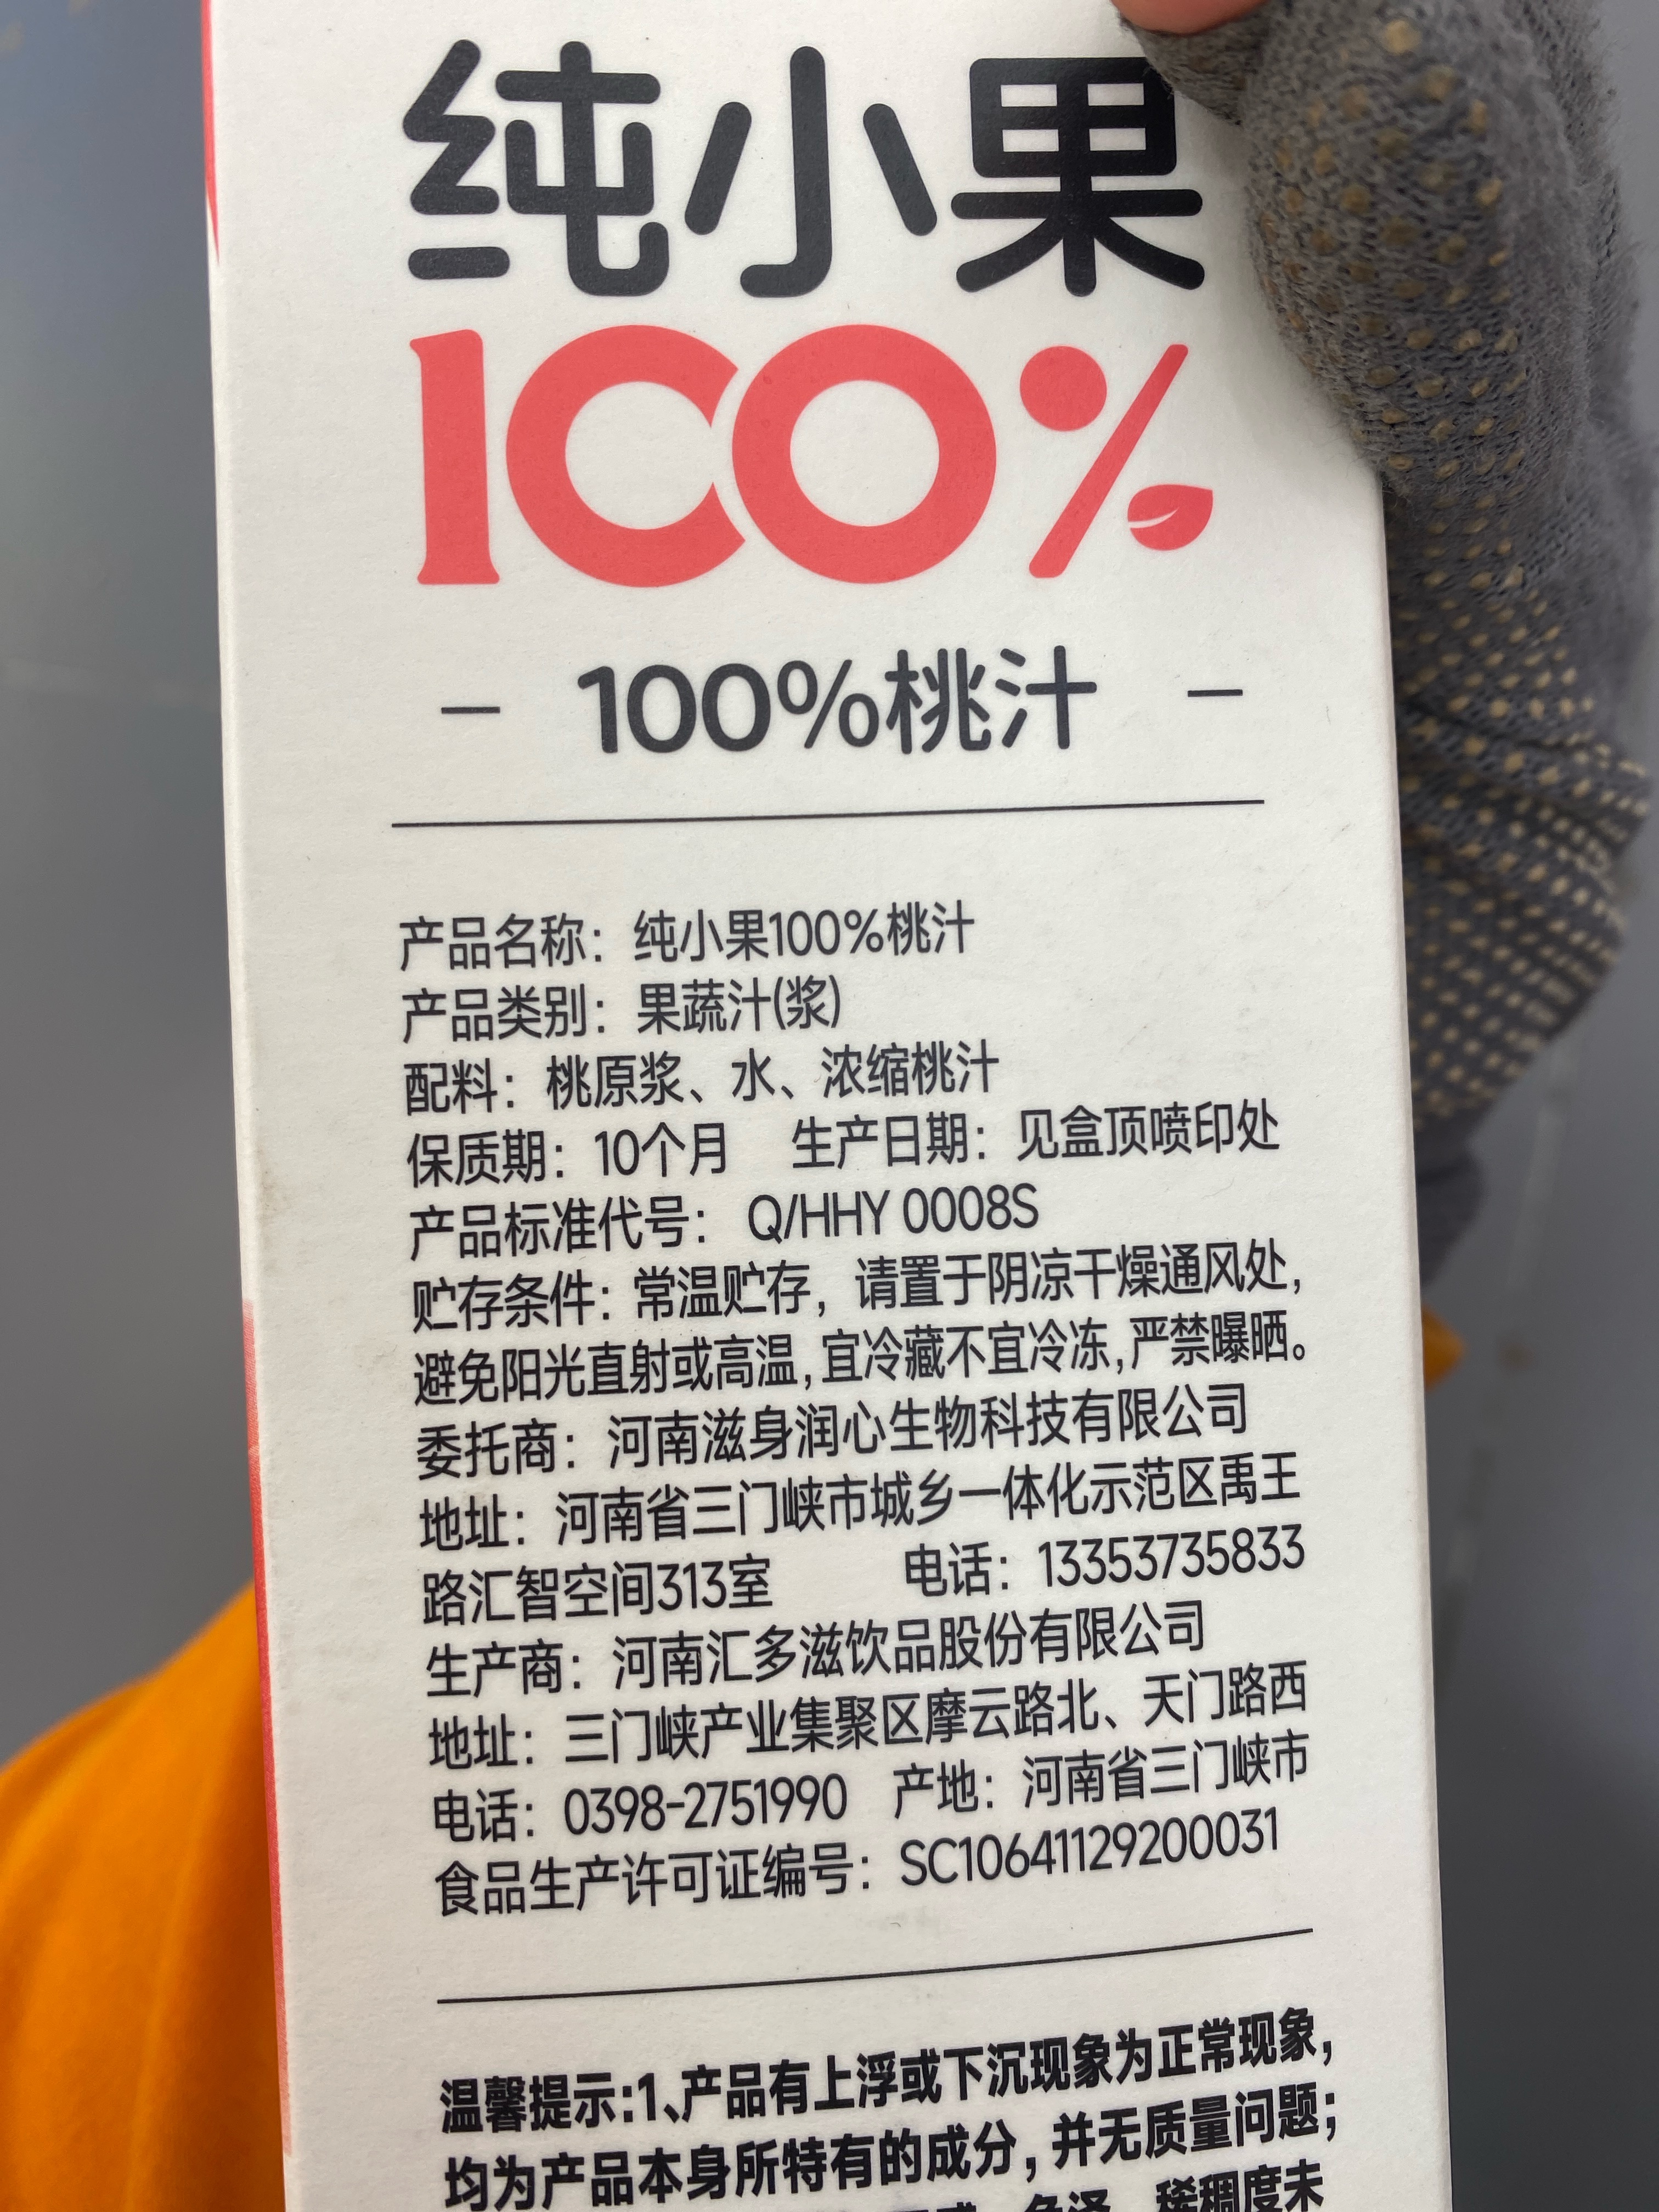 纯小果
100%
- 100%桃汁 -
产品名称：纯小果100%桃汁
产品类别：果蔬汁(浆)
配料：桃原浆、水、浓缩桃汁
保质期：10个月 生产日期：见盒顶喷印处
产品标准代号：Q/HHY 0008S
贮存条件：常温贮存，请置于阴凉干燥通风处，
避免阳光直射或高温,宜冷藏不宜冷冻,严禁曝晒。
委托商：河南滋身润心生物科技有限公司
地址：河南省三门峡市城乡一体化示范区禹王
路汇智空间313室 电话：13353735833
生产商：河南汇多滋饮品股份有限公司
地址：三门峡产业集聚区摩云路北、天门路西
电话：0398-2751990 产地：河南省三门峡市
食品生产许可证编号：SC10641129200031
温馨提示:1、产品有上浮或下沉现象为正常现象，
均为产品本身所特有的成分，并无质量问题；
色泽、稀稠度未